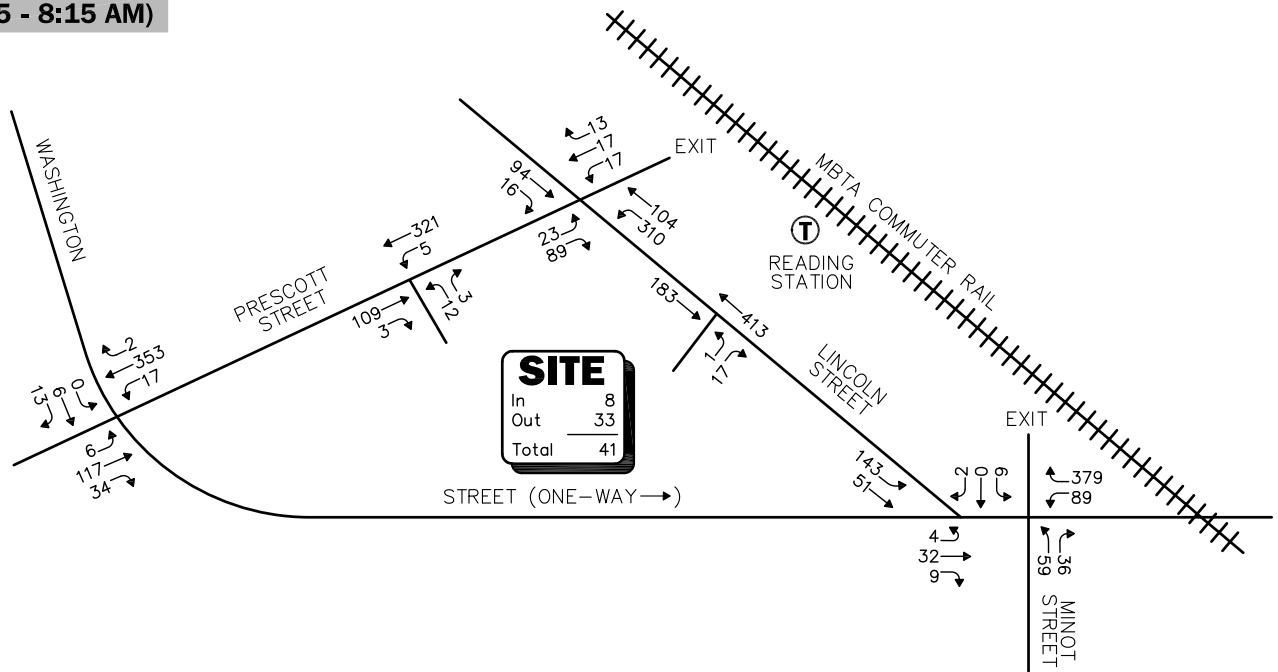 5 - 8:15 AM)
WASHINGTON
94
16
13
17
17
EXIT
104
310
23
89
321
5
3
12
109
3
PRESCOTT
STREET
183
413
1
17
T
READING
STATION
MBTA COMMUTER RAIL
LINCOLN
STREET
2
353
17
0
6
13
6
117
34
SITE
In 8
Out 33
Total 41
STREET (ONE-WAY→)
143
51
EXIT
2
0
6
379
89
4
32
9
59
36
MINOT
STREET